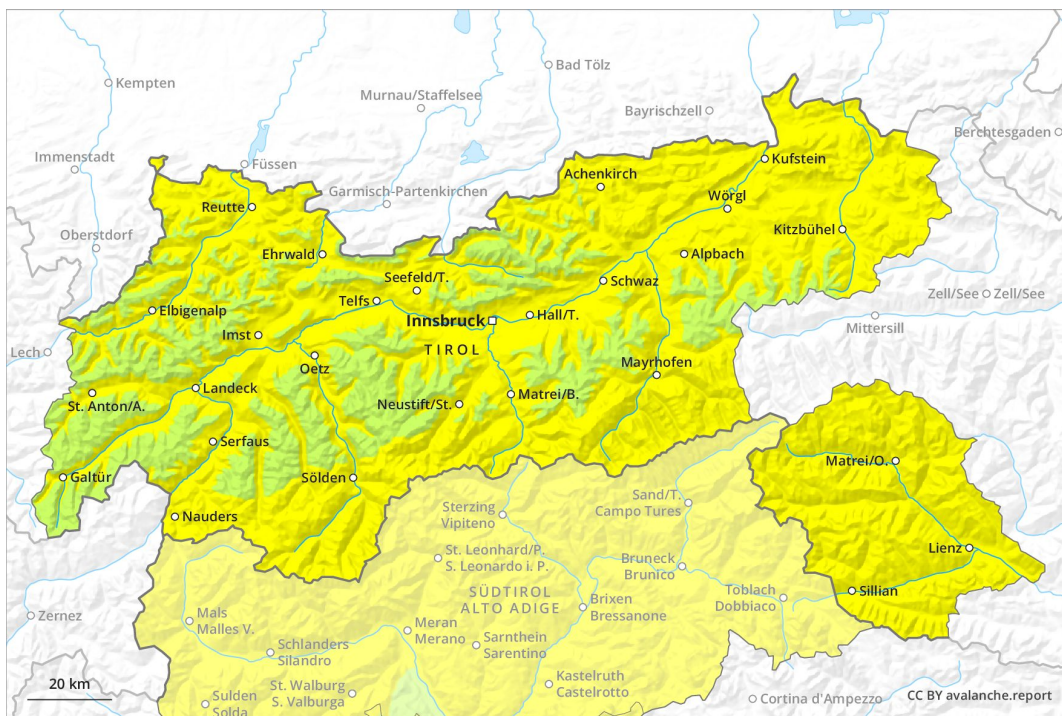 Kempten
Bad Tölz
Murnau/Staffelsee
Bayrischzell
Berchtesgaden
Immenstadt
Füssen
Kufstein
Achenkirch
Garmisch-Partenkirchen
Wörgl
Reutte
Oberstdorf
Kitzbühel
Ehrwald
Alpbach
Seefeld/T.
Schwaz
Zell/See
Zell/See
Telfs
Elbigenalp
Innsbruck
Hall/T.
Mittersill
Imst
Lech
TIROL
Oetz
Mayrhofen
Landeck
Matrei/B.
St. Anton/A.
Neustift/St.
Serfaus
Matrei/O.
Galtür
Sölden
Sand/T.
Campo Tures
Sterzing
Vipiteno
Nauders
Lienz
St. Leonhard/P.
S. Leonardo i. P.
Bruneck
Brunico
Sillian
SÜDTIROL
ALTO ADIGE
Toblach
Dobbiaco
Brixen
Bressanone
Zernez
Mals
Malles V.
Meran
Merano
Sarnthein
Sarentino
Schlanders
Silandro
Kastelruth
Castelrotto
20 km
St. Walburg
S. Valburga
Sulden
Solda
Cortina d'Ampezzo
CC BY avalanche.report